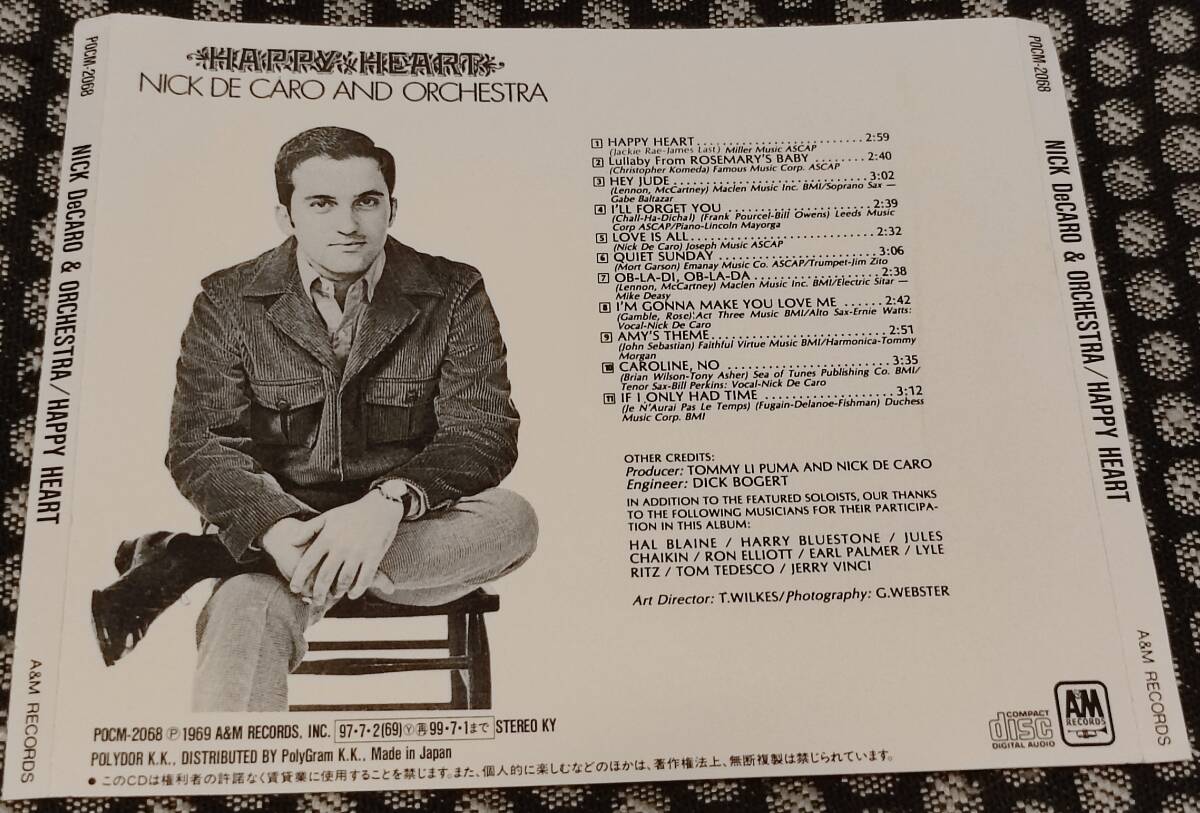 POCM-2068
NICK DeCARO & ORCHESTRA/HAPPY HEART
A&M RECORDS
HAPPY HEART
NICK DE CARO AND ORCHESTRA
1 HAPPY HEART..........................2:59
(Jackie Rae-James Last) Miller Music ASCAP
2 Lullaby From ROSEMARY'S BABY ........2:40
(Christopher Komeda) Famous Music Corp. ASCAP
3 HEY JUDE..............................3:02
(Lennon, McCartney) Maclen Music Inc. BMI/Soprano Sax —
Gabe Baltazar
4 I'LL FORGET YOU ......................2:39
(Chall-Ha-Dichal) (Frank Pourcel-Bill Owens) Leeds Music
Corp ASCAP/Piano-Lincoln Mayorga
5 LOVE IS ALL...........................2:32
(Nick De Caro) Joseph Music ASCAP
6 QUIET SUNDAY .........................3:06
(Mort Garson) Emanay Music Co. ASCAP/Trumpet-Jim Zito
7 OB-LA-DI, OB-LA-DA....................2:38
(Lennon, McCartney) Maclen Music Inc. BMI/Electric Sitar —
Mike Deasy
8 I'M GONNA MAKE YOU LOVE ME ......2:42
(Gamble, Rose):Act Three Music BMI/Alto Sax-Ernie Watts:
Vocal-Nick De Caro
9 AMY'S THEME...........................2:51
(John Sebastian) Faithful Virtue Music BMI/Harmonica-Tommy
Morgan
10 CAROLINE, NO .........................3:35
(Brian Wilson-Tony Asher) Sea of Tunes Publishing Co. BMI/
Tenor Sax-Bill Perkins: Vocal-Nick De Caro
11 IF I ONLY HAD TIME ....................3:12
(Je N'Aurai Pas Le Temps) (Fugain-Delanoe-Fishman) Duchess
Music Corp. BMI
OTHER CREDITS:
Producer: TOMMY LI PUMA AND NICK DE CARO
Engineer: DICK BOGERT
IN ADDITION TO THE FEATURED SOLOISTS, OUR THANKS
TO THE FOLLOWING MUSICIANS FOR THEIR PARTICIPA-
TION IN THIS ALBUM:
HAL BLAINE / HARRY BLUESTONE / JULES
CHAIKIN / RON ELLIOTT / EARL PALMER / LYLE
RITZ / TOM TEDESCO / JERRY VINCI
Art Director: T.WILKES/Photography: G.WEBSTER
POCM-2068 Ⓟ 1969 A&M RECORDS, INC. 97・7・2(69)Ⓨ再99・7・1まで STEREO KY
POLYDOR K.K., DISTRIBUTED BY PolyGram K.K., Made in Japan
●このCDは権利者の許諾なく賃貸業に使用することを禁じます。また、個人的に楽しむなどのほかは、著作権法上、無断複製は禁じられています。
COMPACT
disc
DIGITAL AUDIO
A&M
RECORDS
POCM-2068
NICK DeCARO & ORCHESTRA/HAPPY HEART
A&M RECORDS